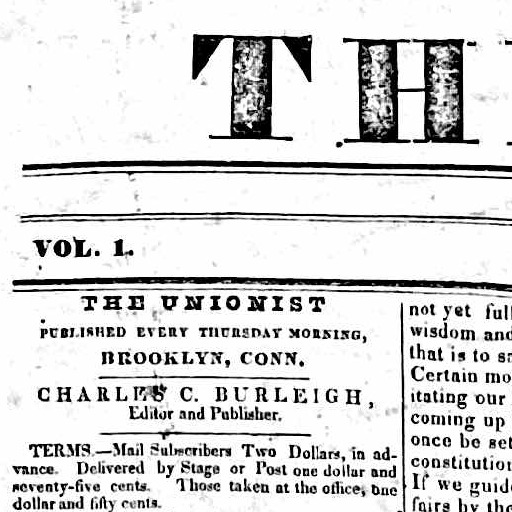 TH
VOL. 1.
THE UNIONIST
PUBLISHED EVERY THURSDAY MORNING,
BROOKLYN, CONN.
CHARLES C. BURLEIGH,
Editor and Publisher.
TERMS.—Mail Subscribers Two Dollars, in ad-
vance. Delivered by Stage or Post one dollar and
seventy-five cents. Those taken at the office, one
dollar and fifty cents.
not yet full
wisdom and
that is to sa
Certain mo
itating our
coming up
once be set
constitution
If we guid
fairs by the